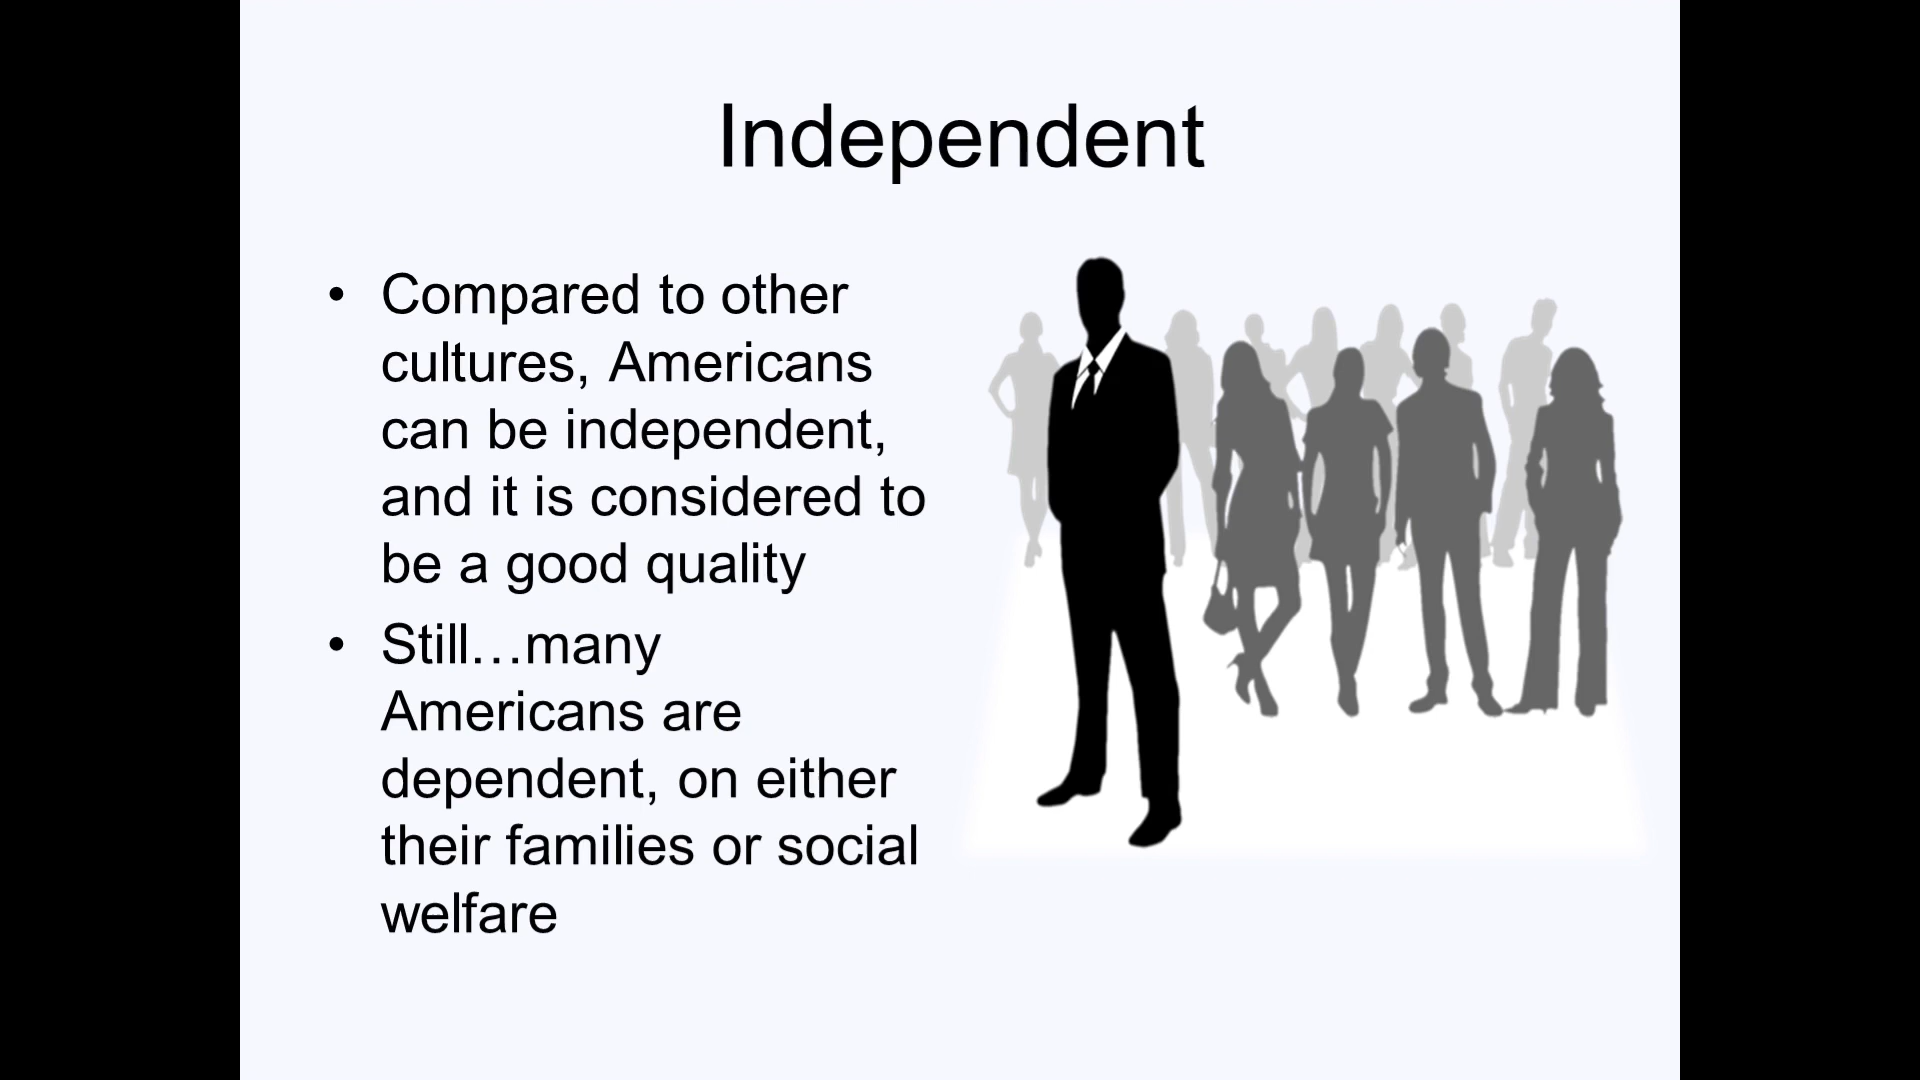 Independent
• Compared to other
cultures, Americans
can be independent,
and it is considered to
be a good quality
• Still…many
Americans are
dependent, on either
their families or social
welfare